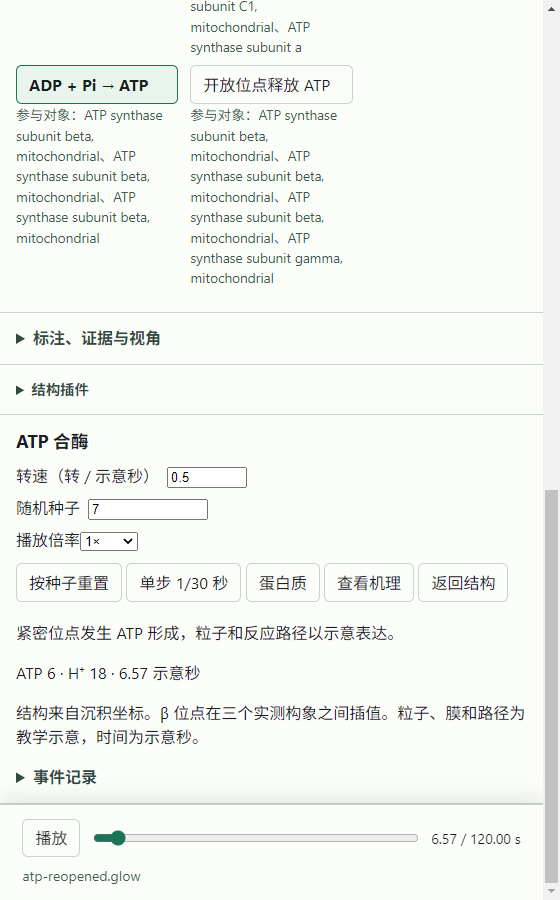 subunit C1,
mitochondrial、ATP
synthase subunit a
ADP + Pi → ATP
参与对象：ATP synthase
subunit beta,
mitochondrial、ATP
synthase subunit beta,
mitochondrial、ATP
synthase subunit beta,
mitochondrial
开放位点释放 ATP
参与对象：ATP synthase
subunit beta,
mitochondrial、ATP
synthase subunit beta,
mitochondrial、ATP
synthase subunit beta,
mitochondrial、ATP
synthase subunit gamma,
mitochondrial
标注、证据与视角
结构插件
ATP 合酶
转速（转 / 示意秒） 0.5
随机种子 7
播放倍率 1×
按种子重置 单步 1/30 秒 蛋白质 查看机理 返回结构
紧密位点发生 ATP 形成，粒子和反应路径以示意表达。
ATP 6 · H⁺ 18 · 6.57 示意秒
结构来自沉积坐标。β 位点在三个实测构象之间插值。粒子、膜和路径为
教学示意，时间为示意秒。
事件记录
播放 6.57 / 120.00 s
atp-reopened.glow